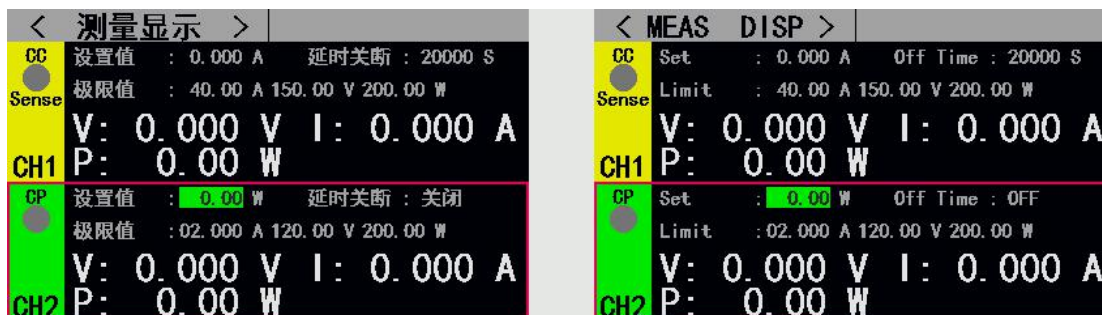 < 测量显示 >
CC 设置值 : 0.000 A 延时关断 : 20000 S
Sense 极限值 : 40.00 A 150.00 V 200.00 W
V: 0.000 V I: 0.000 A
CH1 P: 0.00 W
CP 设置值 : 0.00 W 延时关断 : 关闭
极限值 :02.000 A 120.00 V 200.00 W
V: 0.000 V I: 0.000 A
CH2 P: 0.00 W
< MEAS DISP >
CC Set : 0.000 A Off Time : 20000 S
Sense Limit : 40.00 A 150.00 V 200.00 W
V: 0.000 V I: 0.000 A
CH1 P: 0.00 W
CP Set : 0.00 W Off Time : OFF
Limit :02.000 A 120.00 V 200.00 W
V: 0.000 V I: 0.000 A
CH2 P: 0.00 W